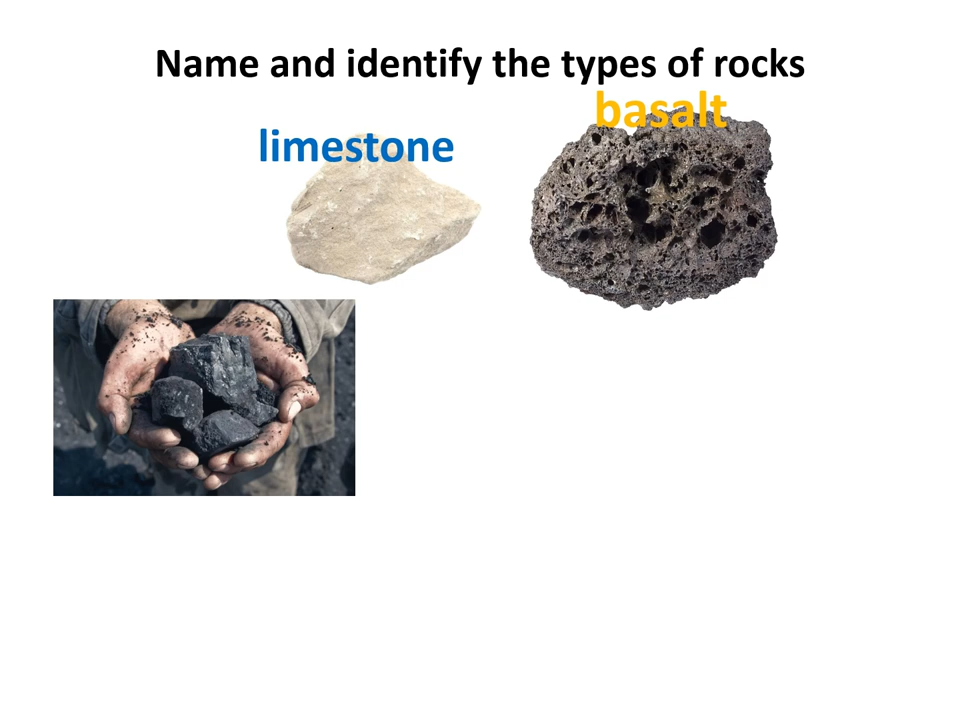 Name and identify the types of rocks
basalt
limestone